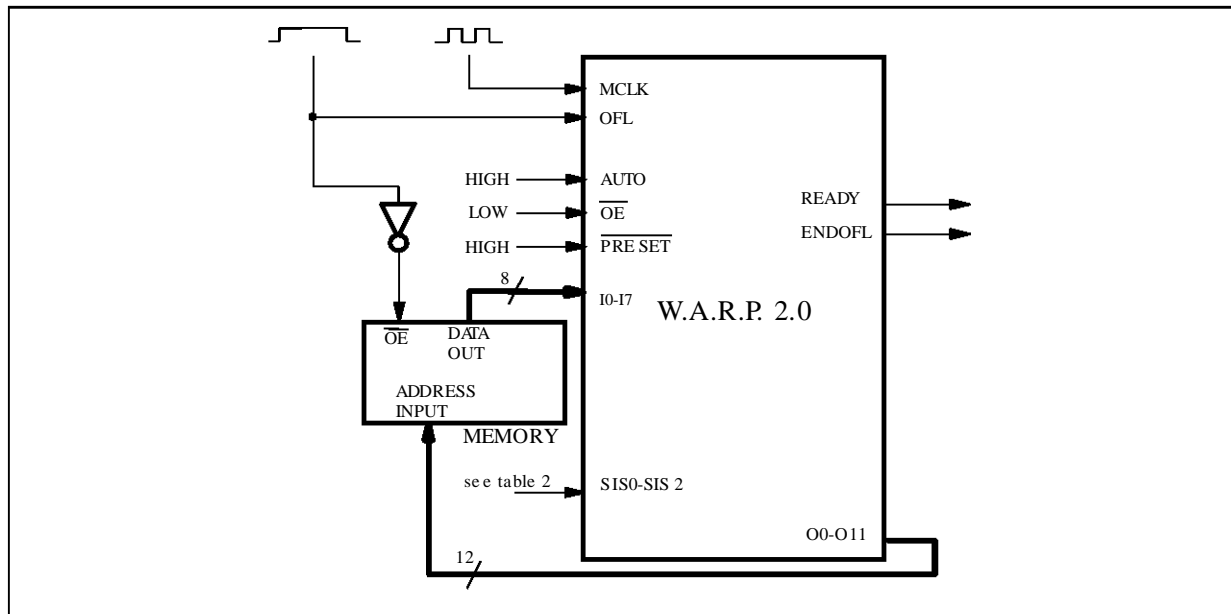 MCLK
OFL
HIGH
AUTO
LOW
OE
HIGH
PRE SET
READY
ENDOFL
8
I0-I7
W.A.R.P. 2.0
OE
DATA
OUT
ADDRESS
INPUT
MEMORY
see table 2
SIS0-SIS 2
O0-O11
12